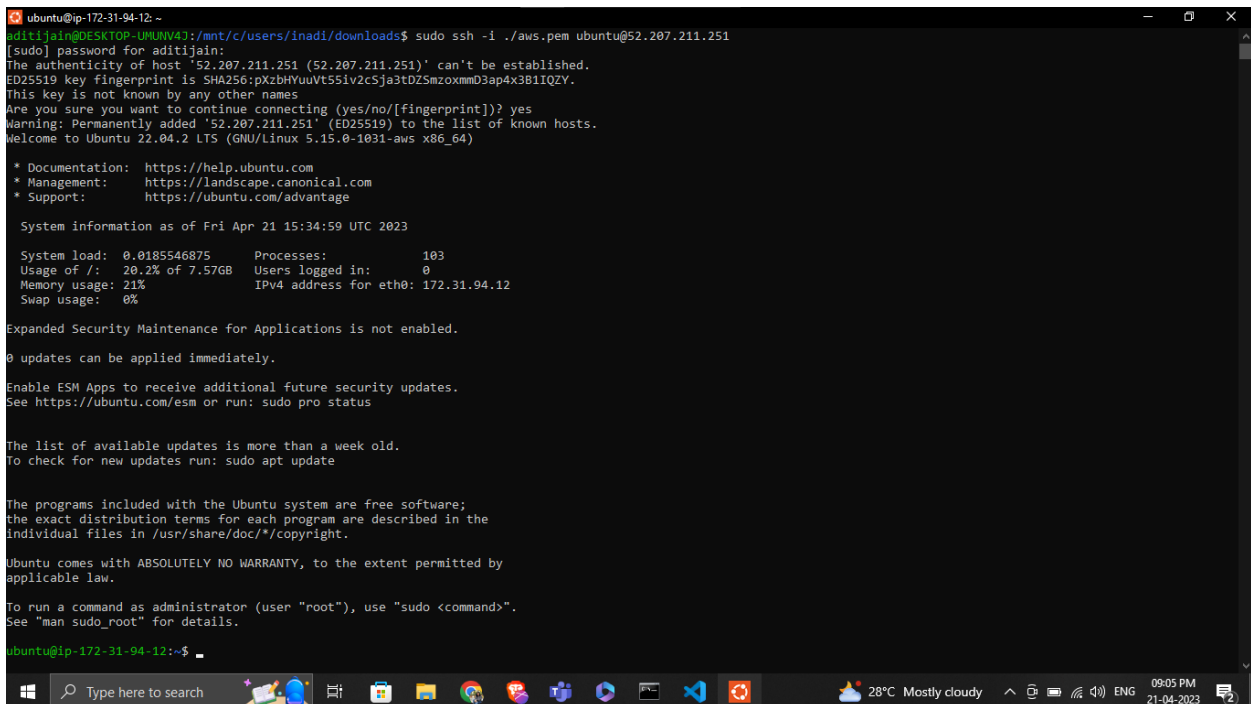 ubuntu@ip-172-31-94-12: ~
aditijain@DESKTOP-UMUNV4J:/mnt/c/users/inadi/downloads$ sudo ssh -i ./aws.pem ubuntu@52.207.211.251
[sudo] password for aditijain:
The authenticity of host '52.207.211.251 (52.207.211.251)' can't be established.
ED25519 key fingerprint is SHA256:pXzbHYuuVt55iv2cSja3tDZSmzoxmmD3ap4x3B1IQZY.
This key is not known by any other names
Are you sure you want to continue connecting (yes/no/[fingerprint])? yes
Warning: Permanently added '52.207.211.251' (ED25519) to the list of known hosts.
Welcome to Ubuntu 22.04.2 LTS (GNU/Linux 5.15.0-1031-aws x86_64)
* Documentation:  https://help.ubuntu.com
* Management:     https://landscape.canonical.com
* Support:        https://ubuntu.com/advantage
System information as of Fri Apr 21 15:34:59 UTC 2023
System load:  0.0185546875      Processes:             103
Usage of /:   20.2% of 7.57GB   Users logged in:       0
Memory usage: 21%               IPv4 address for eth0: 172.31.94.12
Swap usage:   0%
Expanded Security Maintenance for Applications is not enabled.
0 updates can be applied immediately.
Enable ESM Apps to receive additional future security updates.
See https://ubuntu.com/esm or run: sudo pro status
The list of available updates is more than a week old.
To check for new updates run: sudo apt update
The programs included with the Ubuntu system are free software;
the exact distribution terms for each program are described in the
individual files in /usr/share/doc/*/copyright.
Ubuntu comes with ABSOLUTELY NO WARRANTY, to the extent permitted by
applicable law.
To run a command as administrator (user "root"), use "sudo <command>".
See "man sudo_root" for details.
ubuntu@ip-172-31-94-12:~$
Type here to search
28°C Mostly cloudy
ENG
09:05 PM
21-04-2023
2